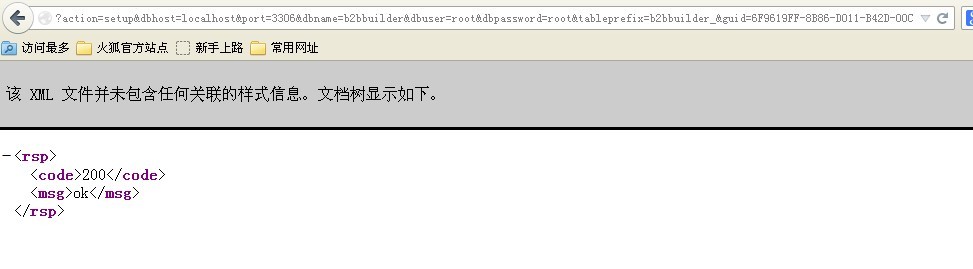 ?action=setup&dbhost=localhost&port=3306&dbname=b2bbuilder&dbuser=root&dbpassword=root&tableprefix=b2bbuilder_&guid=6F9619FF-8B86-D011-B42D-00C
访问最多 火狐官方站点 新手上路 常用网址
该 XML 文件并未包含任何关联的样式信息。文档树显示如下。
-<rsp>
<code>200</code>
<msg>ok</msg>
</rsp>